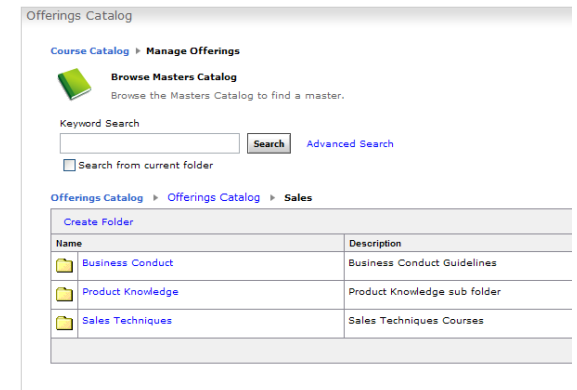 Offerings Catalog
Course Catalog ▶ Manage Offerings
Browse Masters Catalog
Browse the Masters Catalog to find a master.
Keyword Search
Search Advanced Search
Search from current folder
Offerings Catalog ▶ Offerings Catalog ▶ Sales
Create Folder
Name Description
Business Conduct Business Conduct Guidelines
Product Knowledge Product Knowledge sub folder
Sales Techniques Sales Techniques Courses